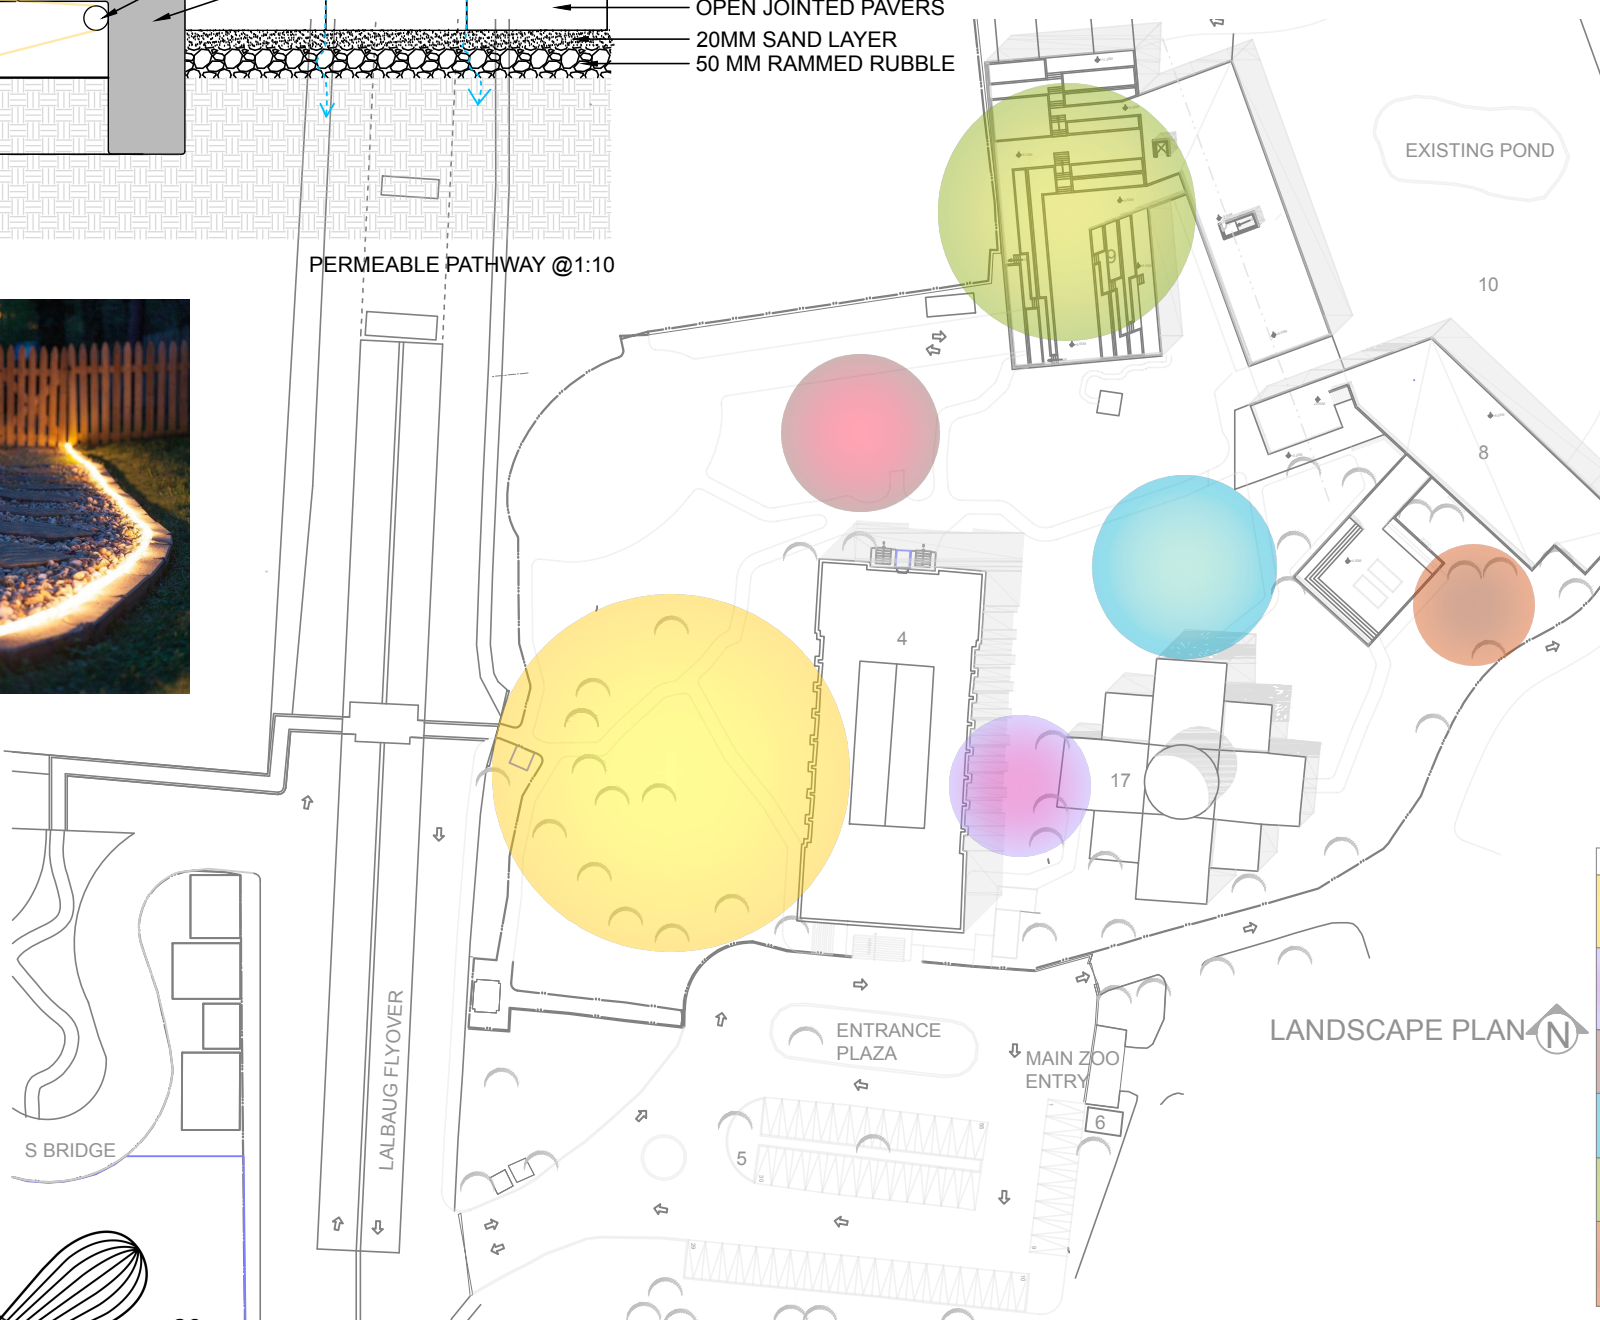 OPEN JOINTED PAVERS
20MM SAND LAYER
50 MM RAMMED RUBBLE
PERMEABLE PATHWAY @1:10
EXISTING POND
9
10
8
4
17
LANDSCAPE PLAN
N
ENTRANCE
PLAZA
MAIN ZOO
ENTRY
6
5
LALBAUG FLYOVER
S BRIDGE